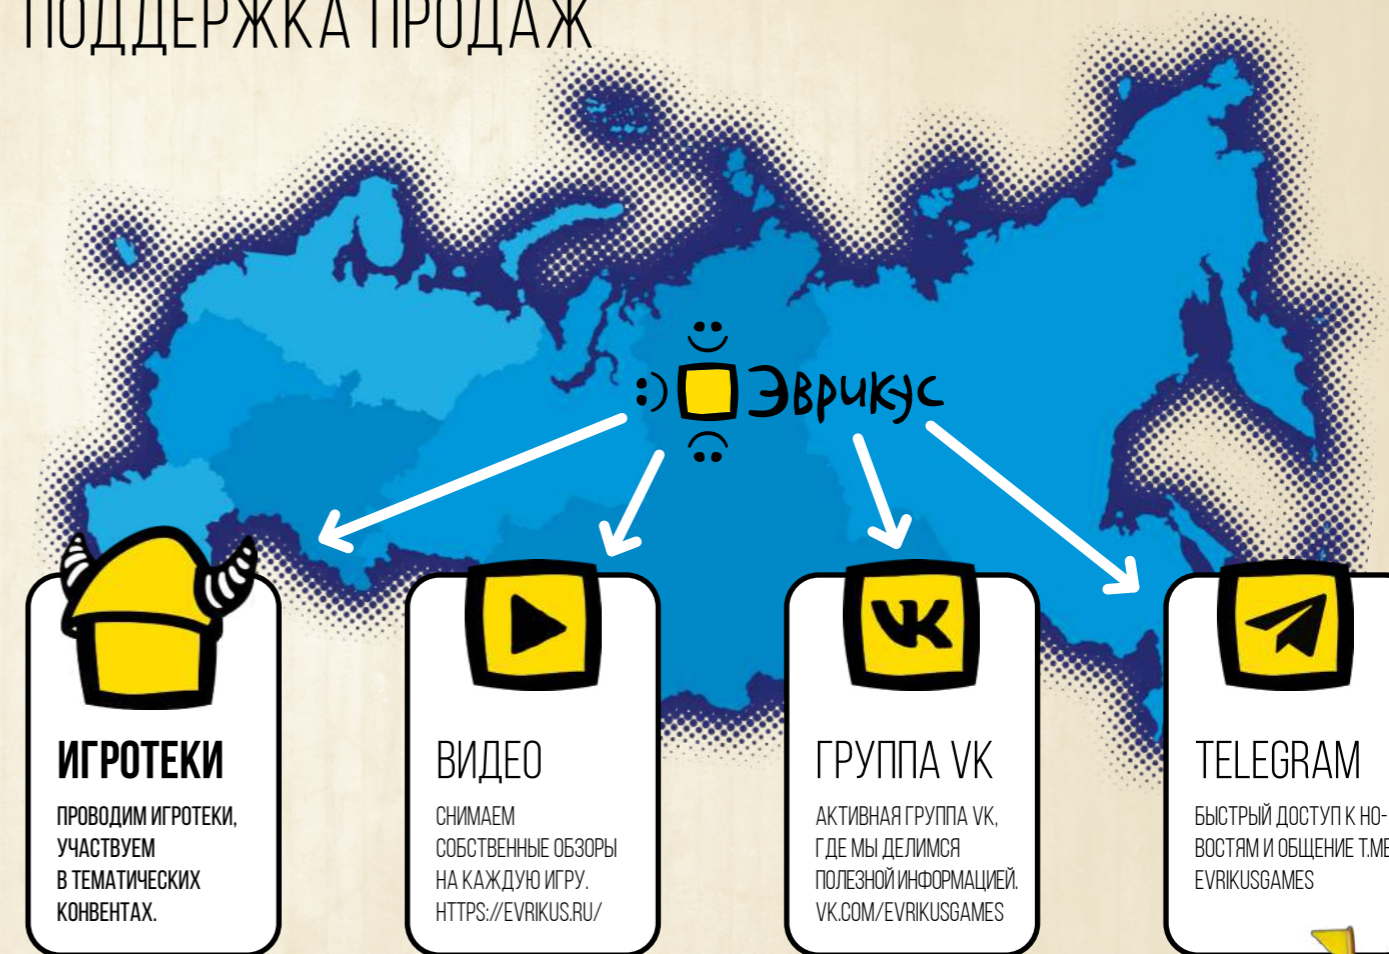 ПОДДЕРЖКА ПРОДАЖ
:) Эврикус
ИГРОТЕКИ
ПРОВОДИМ ИГРОТЕКИ,
УЧАСТВУЕМ
В ТЕМАТИЧЕСКИХ
КОНВЕНТАХ.
ВИДЕО
СНИМАЕМ
СОБСТВЕННЫЕ ОБЗОРЫ
НА КАЖДУЮ ИГРУ.
HTTPS://EVRIKUS.RU/
ГРУППА VK
АКТИВНАЯ ГРУППА VK,
ГДЕ МЫ ДЕЛИМСЯ
ПОЛЕЗНОЙ ИНФОРМАЦИЕЙ.
VK.COM/EVRIKUSGAMES
TELEGRAM
БЫСТРЫЙ ДОСТУП К НО-
ВОСТЯМ И ОБЩЕНИЕ T.ME
EVRIKUSGAMES